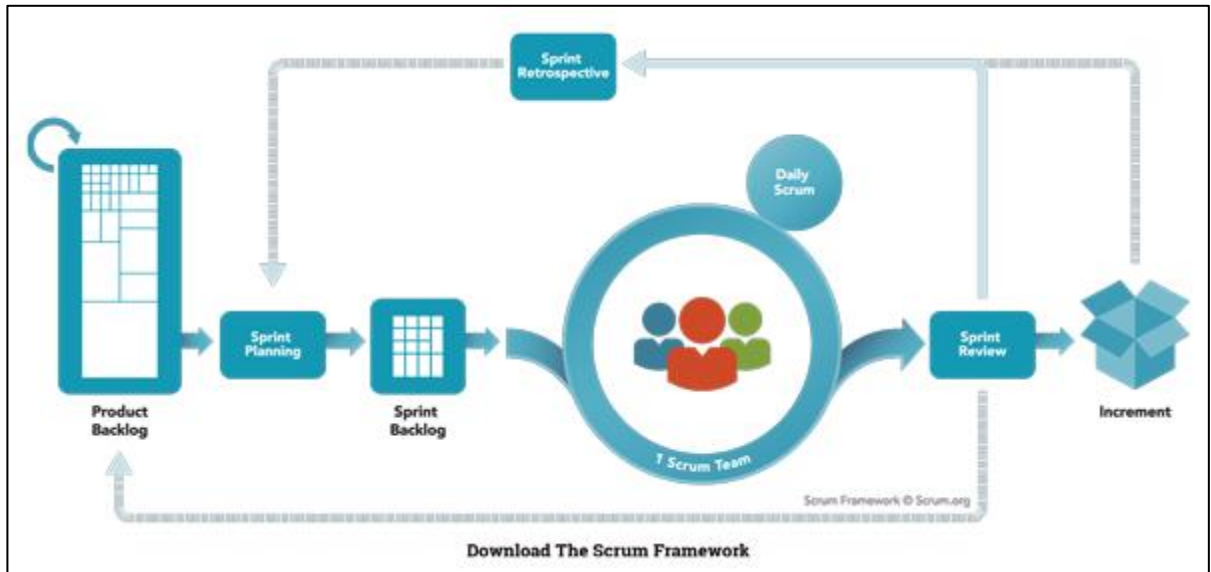 Sprint
Retrospective
Daily
Scrum
Sprint
Planning
Sprint
Review
Product
Backlog
Sprint
Backlog
Increment
1 Scrum Team
Scrum Framework © Scrum.org
Download The Scrum Framework